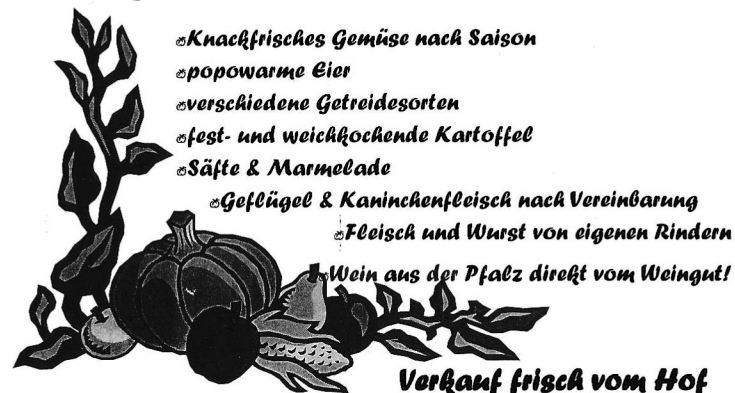 Knackfrisches Gemüse nach Saison
popowarme Eier
verschiedene Getreidesorten
fest- und weichkochende Kartoffel
Säfte & Marmelade
Geflügel & Kaninchenfleisch nach Vereinbarung
Fleisch und Wurst von eigenen Rindern
Wein aus der Pfalz direkt vom Weingut!
Verkauf frisch vom Hof